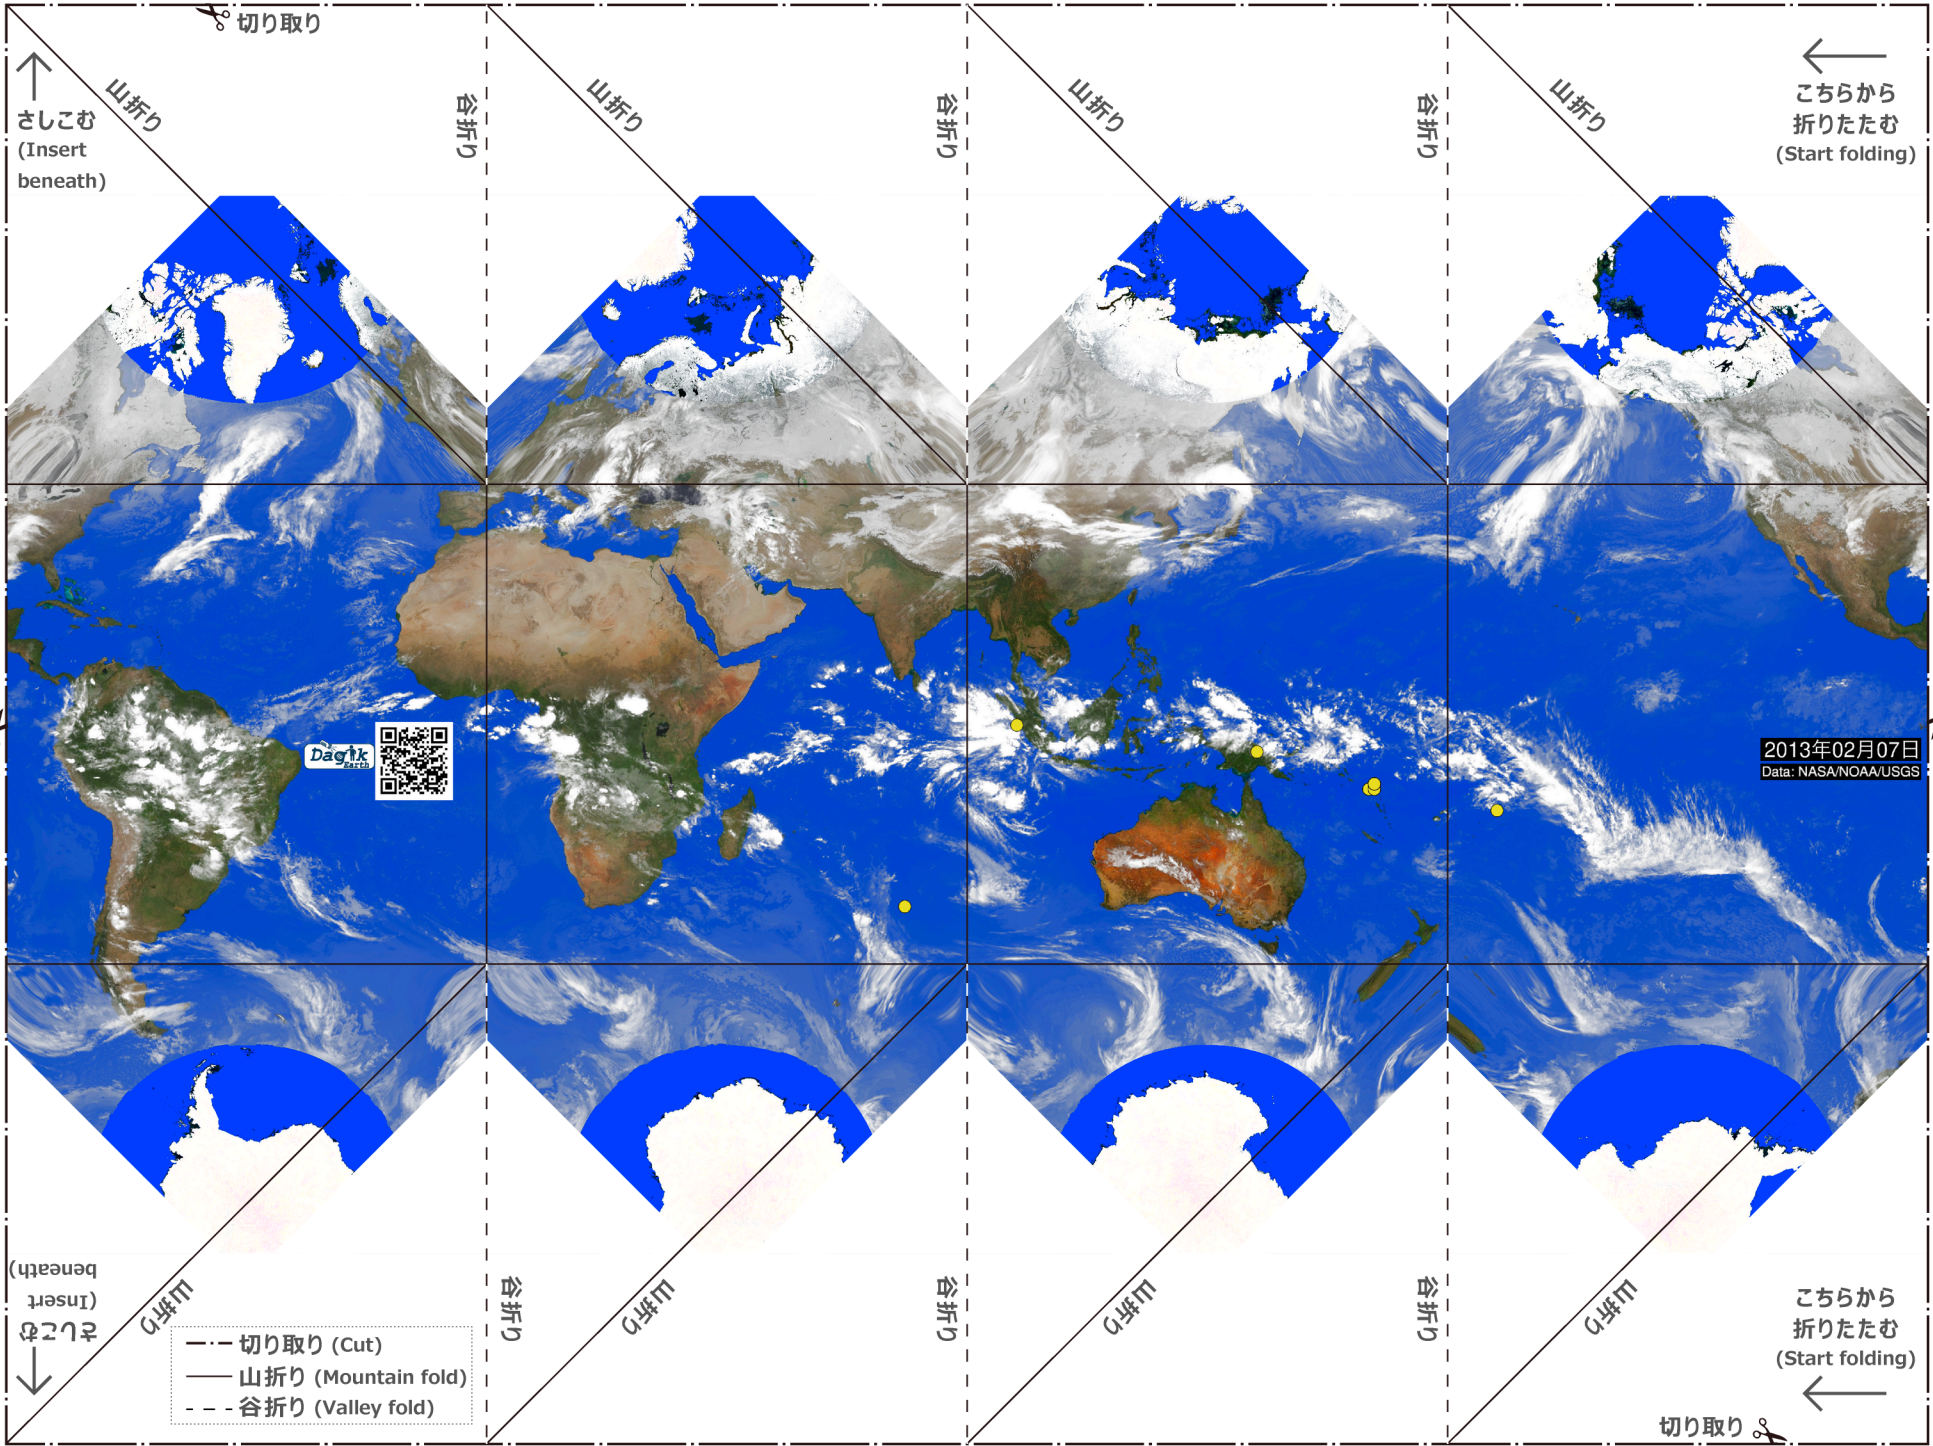 切り取り
山折り
谷折り
山折り
谷折り
山折り
谷折り
山折り
さしこむ
(Insert
beneath)
こちらから
折りたたむ
(Start folding)
Dagik
Earth
2013年02月07日
Data: NASA/NOAA/USGS
さしこむ
(Insert
beneath)
山折り
谷折り
山折り
谷折り
山折り
谷折り
山折り
こちらから
折りたたむ
(Start folding)
切り取り (Cut)
山折り (Mountain fold)
谷折り (Valley fold)
切り取り